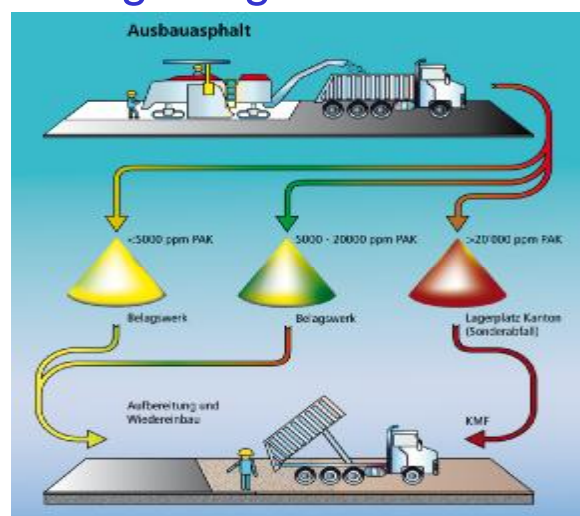 Ausbauasphalt
<5000 ppm PAK
5000 - 20000 ppm PAK
>20'000 ppm PAK
Belagswerk
Belagswerk
Lagerplatz Kanton
(Sonderabfall)
Aufbereitung und
Wiedereinbau
KMF